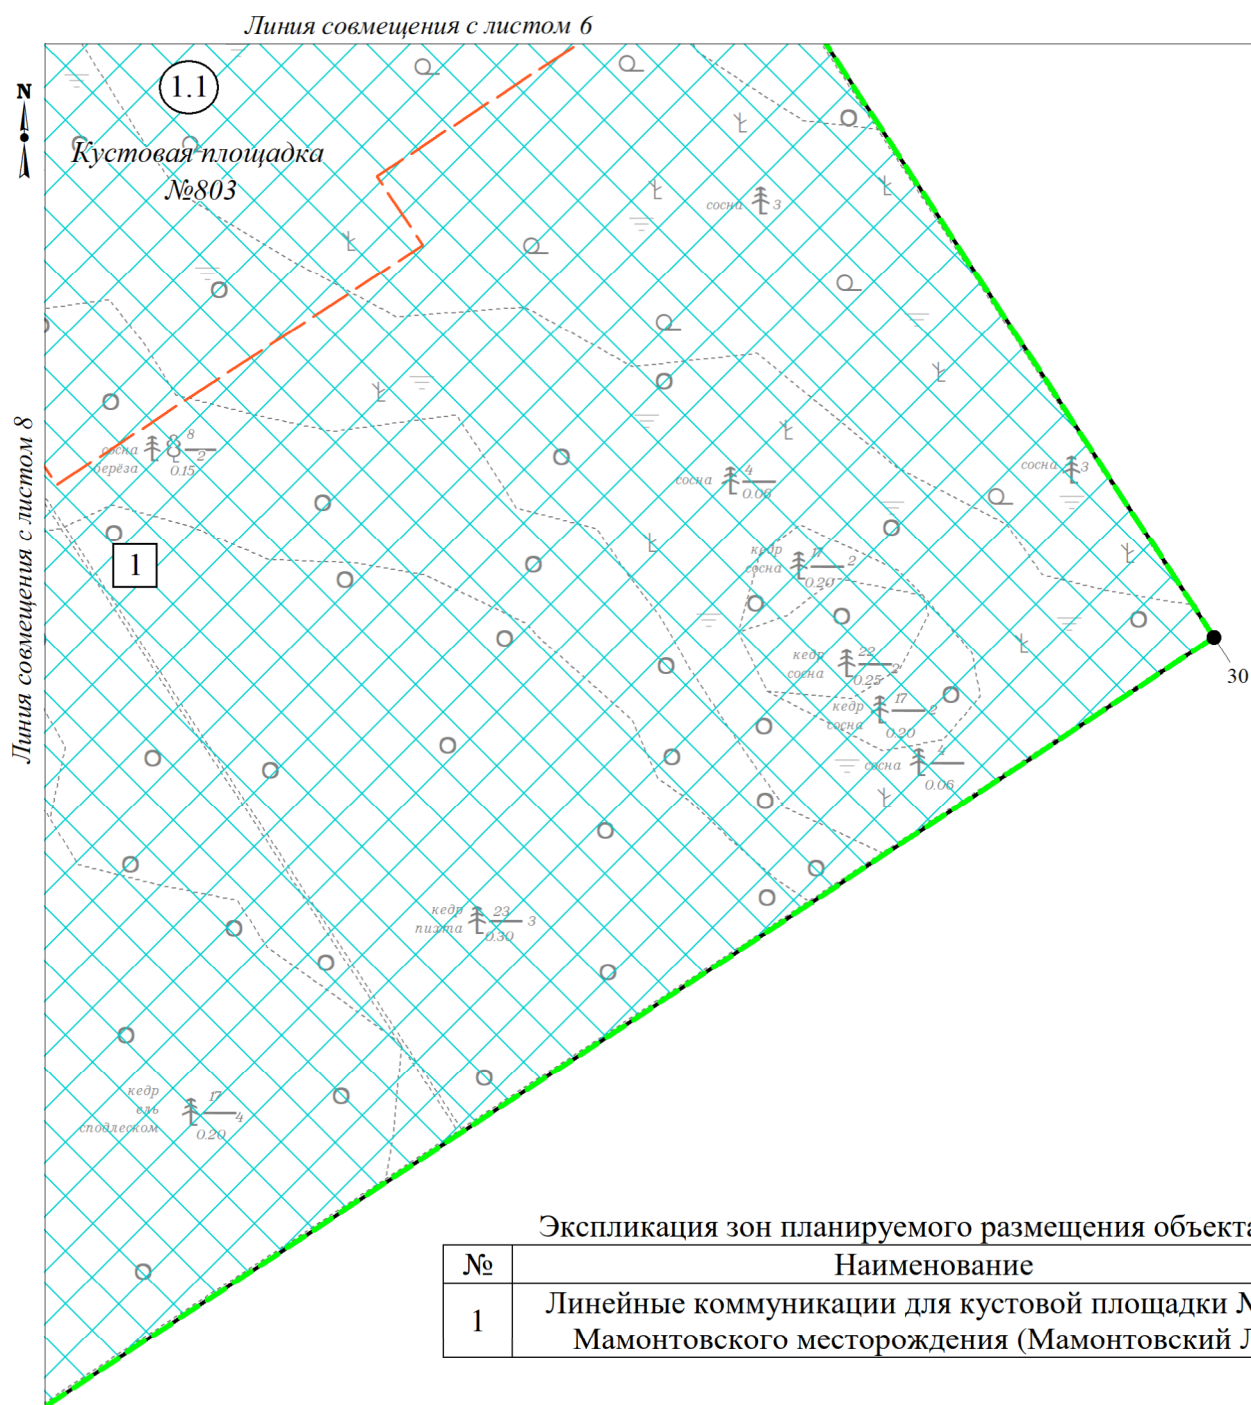 Линия совмещения с листом 6
N
1.1
Кустовая площадка
№803
сосна 3
Линия совмещения с листом 8
сосна 8 2
берёза 0.15
сосна 4
0.06
сосна 3
1
кедр 17 2
сосна 0.20
кедр 22 2
сосна 0.25
кедр 17 2
сосна 0.20
сосна 4
0.06
30
кедр 23 3
пихта 0.30
кедр 17 4
ель
сподлеском 0.20
Экспликация зон планируемого размещения объекта
№ Наименование
1 Линейные коммуникации для кустовой площадки
Мамонтовского месторождения (Мамонтовский